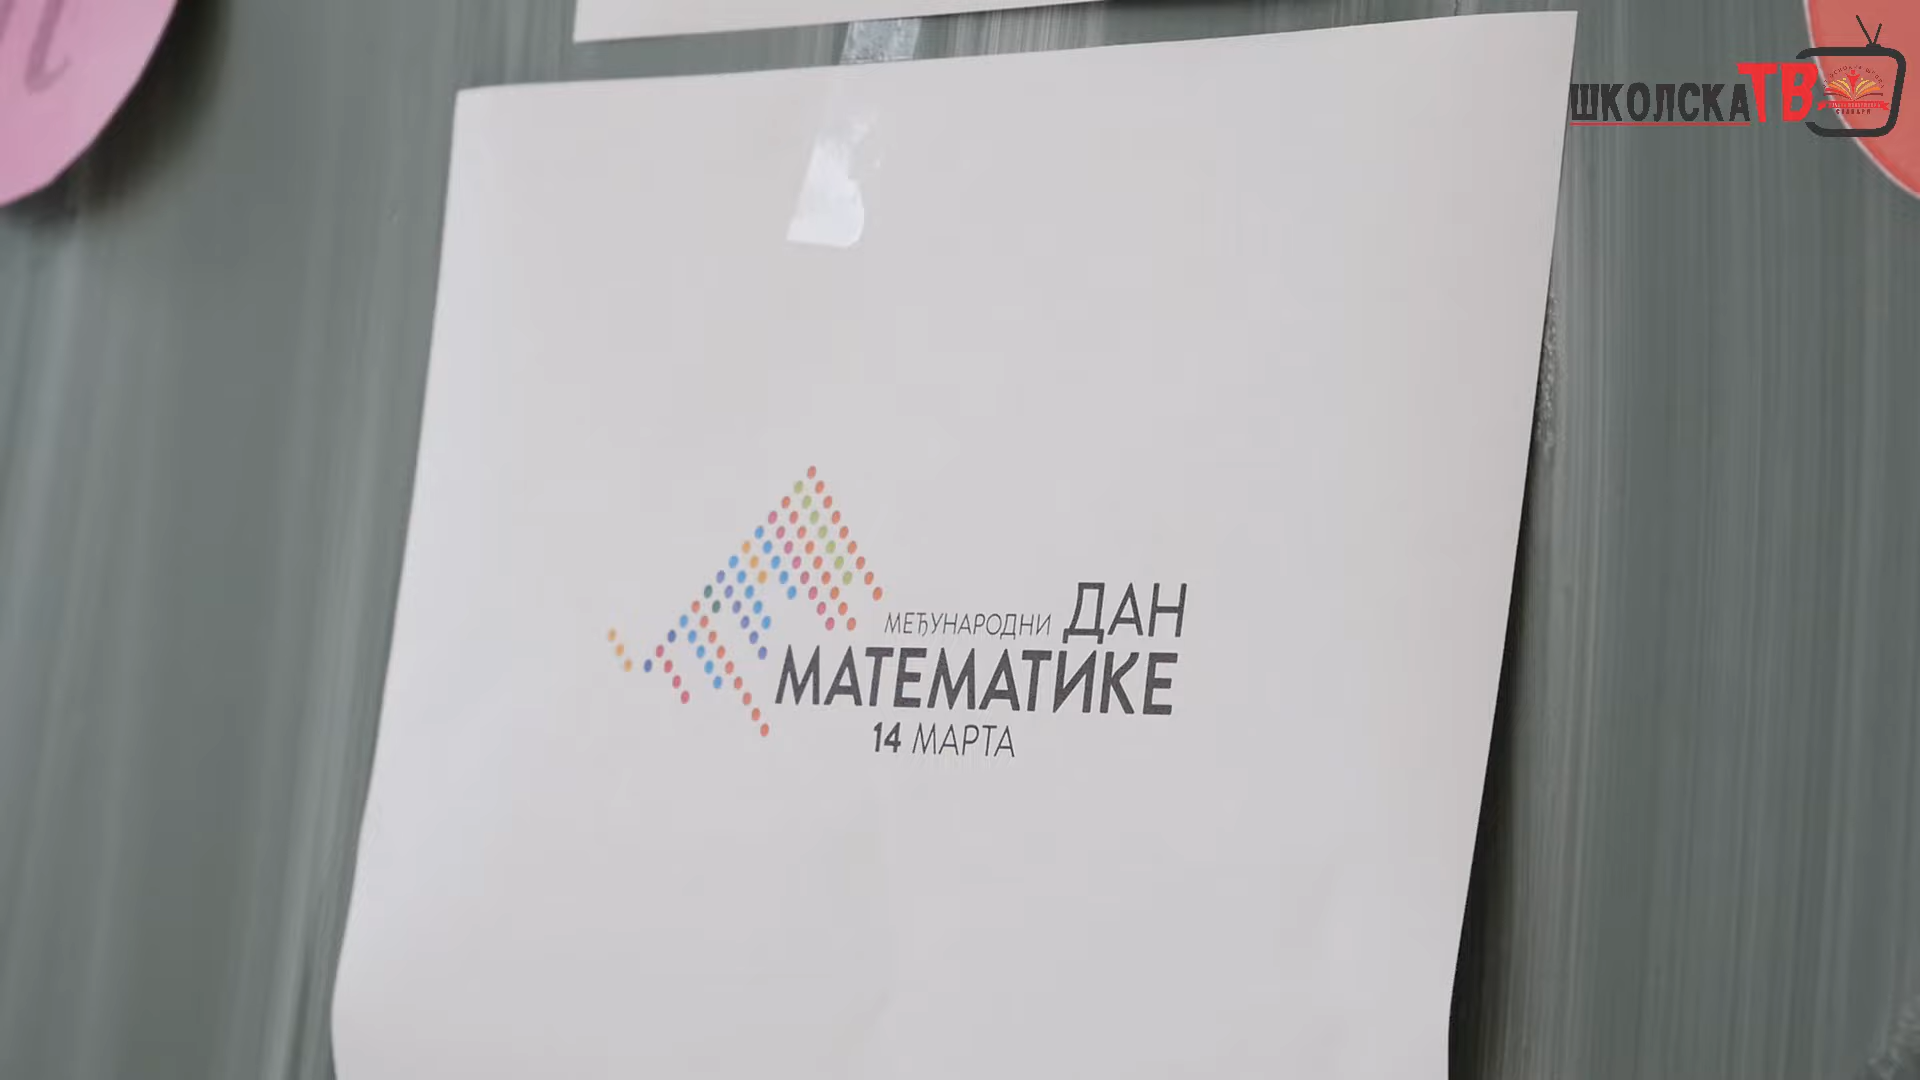 ШКОЛСКАТВ
МЕЂУНАРОДНИ ДАН
МАТЕМАТИКЕ
14 МАРТА